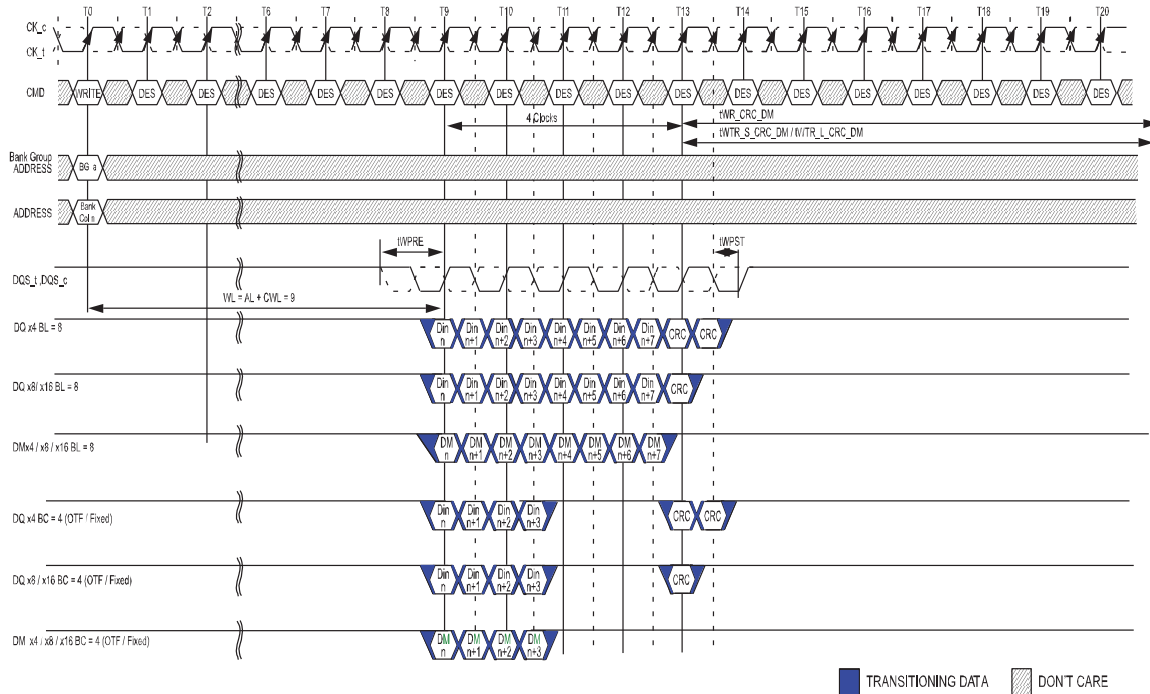 T0 T1 T2 T6 T7 T8 T9 T10 T11 T12 T13 T14 T15 T16 T17 T18 T19 T20
CK_c
CK_t
CMD WRITE DES DES DES DES DES DES DES DES DES DES DES DES DES DES DES DES DES
4 Clocks
tWR_CRC_DM
tWTR_S_CRC_DM / tWTR_L_CRC_DM
Bank Group
ADDRESS
BG a
ADDRESS
Bank
Col n
tWPRE
tWPST
DQS_t ,DQS_c
WL = AL + CWL = 9
DQ x4 BL = 8
Din n Din n+1 Din n+2 Din n+3 Din n+4 Din n+5 Din n+6 Din n+7 CRC CRC
DQ x8/ x16 BL = 8
Din n Din n+1 Din n+2 Din n+3 Din n+4 Din n+5 Din n+6 Din n+7 CRC
DMx4 / x8 / x16 BL = 8
DM n DM n+1 DM n+2 DM n+3 DM n+4 DM n+5 DM n+6 DM n+7
DQ x4 BC = 4 (OTF / Fixed)
Din n Din n+1 Din n+2 Din n+3 CRC CRC
DQ x8 / x16 BC = 4 (OTF / Fixed)
Din n Din n+1 Din n+2 Din n+3 CRC
DM x4 / x8 / x16 BC = 4 (OTF / Fixed)
DM n DM n+1 DM n+2 DM n+3
TRANSITIONING DATA
DON'T CARE